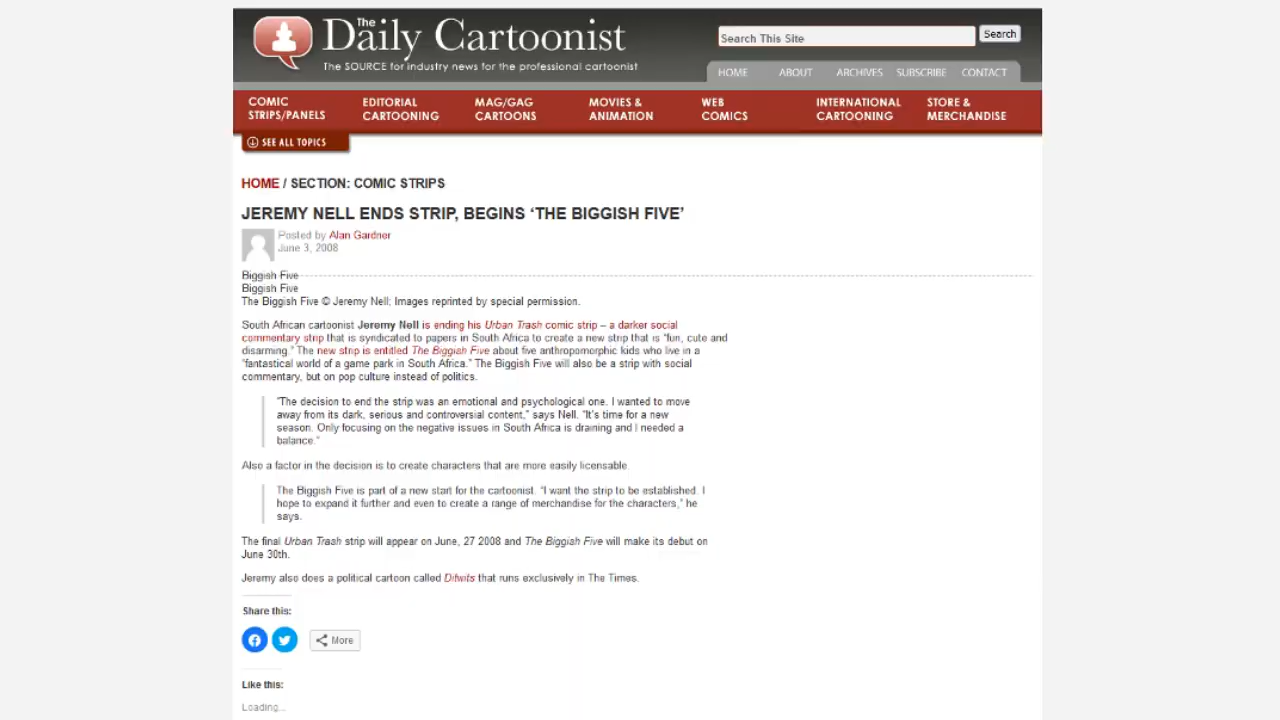 The
Daily Cartoonist
The SOURCE for industry news for the professional cartoonist
Search This Site
Search
HOME ABOUT ARCHIVES SUBSCRIBE CONTACT
COMIC STRIPS/PANELS
EDITORIAL CARTOONING
MAG/GAG CARTOONS
MOVIES & ANIMATION
WEB COMICS
INTERNATIONAL CARTOONING
STORE & MERCHANDISE
SEE ALL TOPICS
HOME / SECTION: COMIC STRIPS
JEREMY NELL ENDS STRIP, BEGINS ‘THE BIGGISH FIVE’
Posted by Alan Gardner
June 3, 2008
Biggish Five
Biggish Five
The Biggish Five © Jeremy Nell; Images reprinted by special permission.
South African cartoonist Jeremy Nell is ending his Urban Trash comic strip – a darker social
commentary strip that is syndicated to papers in South Africa to create a new strip that is “fun, cute and
disarming.” The new strip is entitled The Biggish Five about five anthropomorphic kids who live in a
“fantastical world of a game park in South Africa.” The Biggish Five will also be a strip with social
commentary, but on pop culture instead of politics.
“The decision to end the strip was an emotional and psychological one. I wanted to move
away from its dark, serious and controversial content,” says Nell. “It’s time for a new
season. Only focusing on the negative issues in South Africa is draining and I needed a
balance.”
Also a factor in the decision is to create characters that are more easily licensable.
The Biggish Five is part of a new start for the cartoonist. “I want the strip to be established. I
hope to expand it further and even to create a range of merchandise for the characters,” he
says.
The final Urban Trash strip will appear on June, 27 2008 and The Biggish Five will make its debut on
June 30th.
Jeremy also does a political cartoon called Ditwits that runs exclusively in The Times.
Share this:
More
Like this:
Loading...